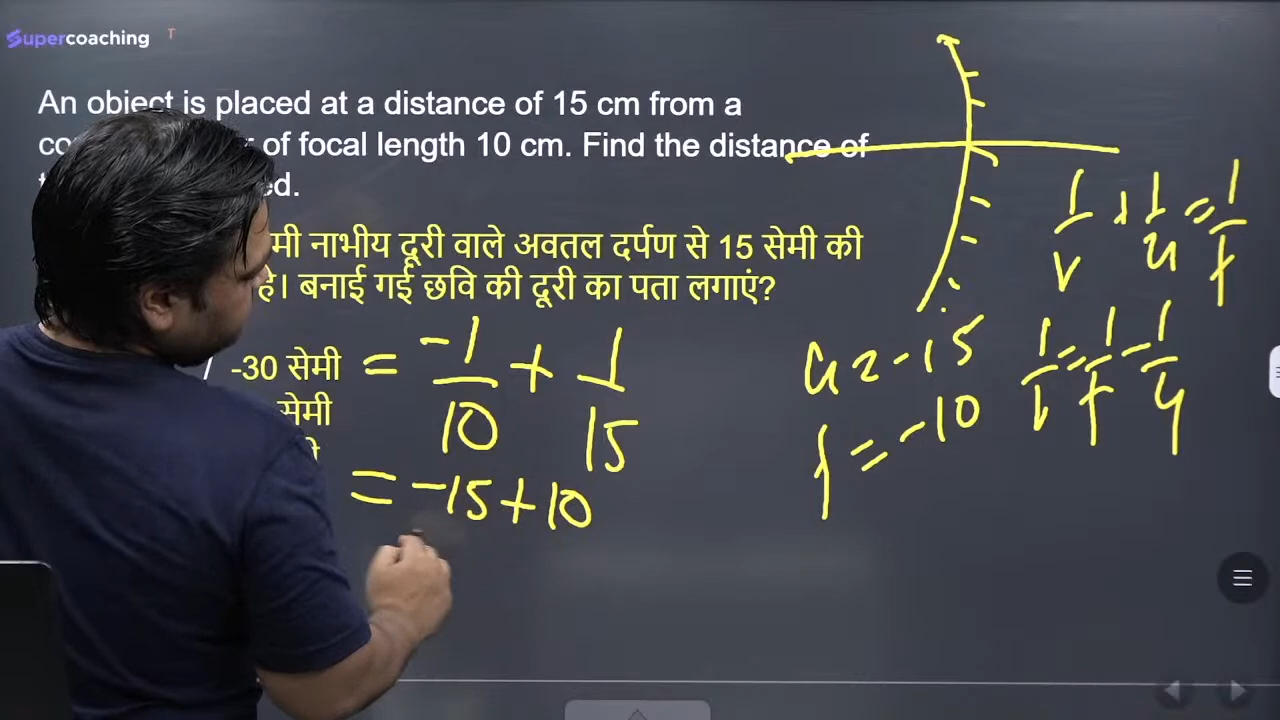 Supercoaching
An object is placed at a distance of 15 cm from a
of focal length 10 cm. Find the distance of
नाभीय दूरी वाले अवतल दर्पण से 15 सेमी की
है। बनाई गई छवि की दूरी का पता लगाएं?
1/v + 1/u = 1/f
-30 सेमी = -1/10 + 1/15
सेमी
u = -15
1/v = 1/f - 1/u
f = -10
= -15+10